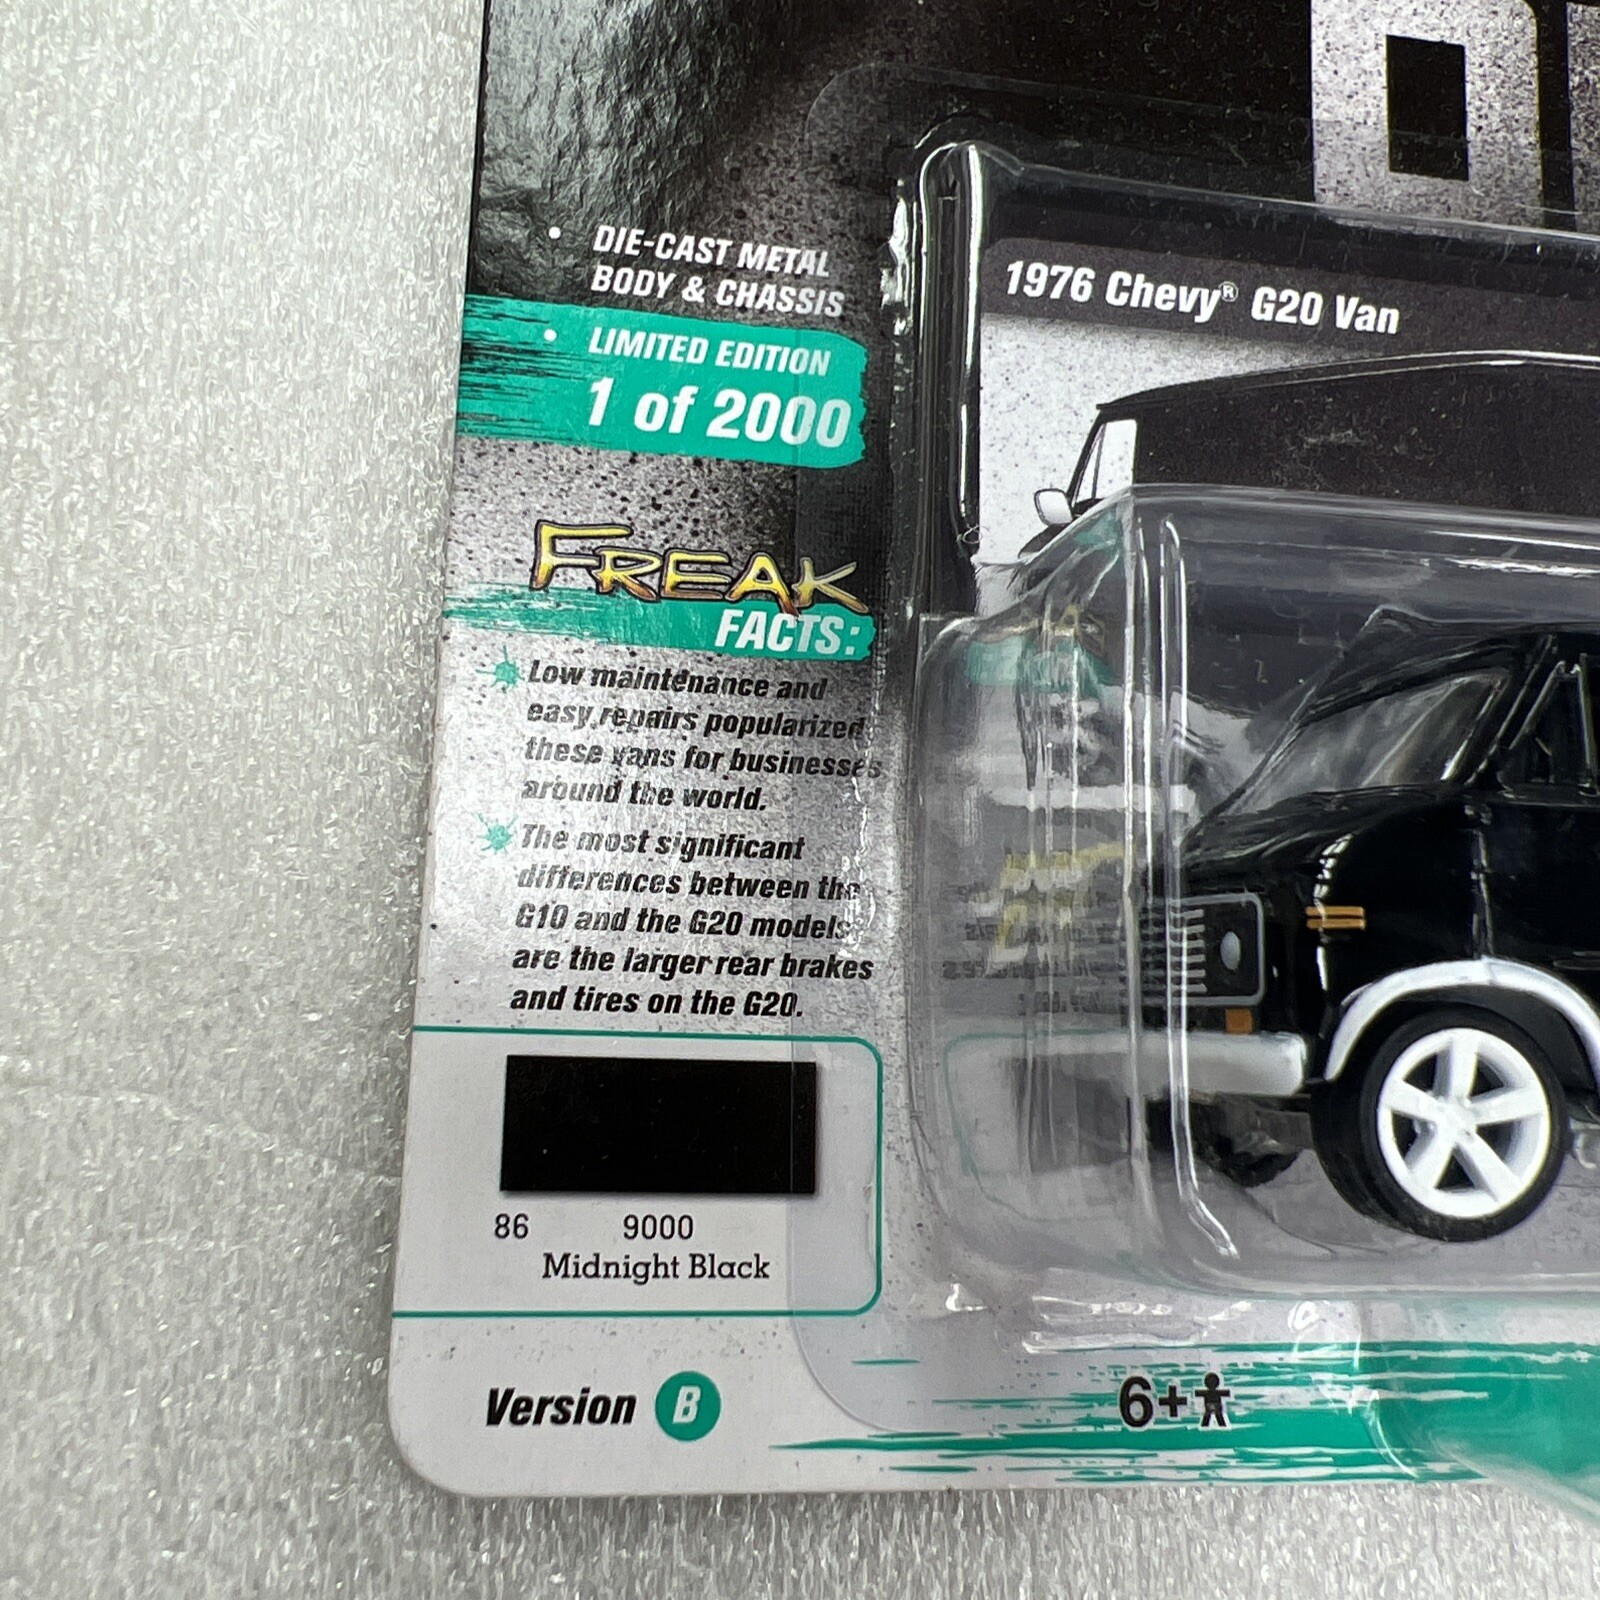 • DIE-CAST METAL
BODY & CHASSIS
• LIMITED EDITION
1 of 2000
1976 Chevy® G20 Van
FREAK
FACTS:
Low maintenance and
easy repairs popularized
these vans for businesses
around the world.
The most significant
differences between the
G10 and the G20 models
are the larger rear brakes
and tires on the G20.
86 9000
Midnight Black
Version B
6+